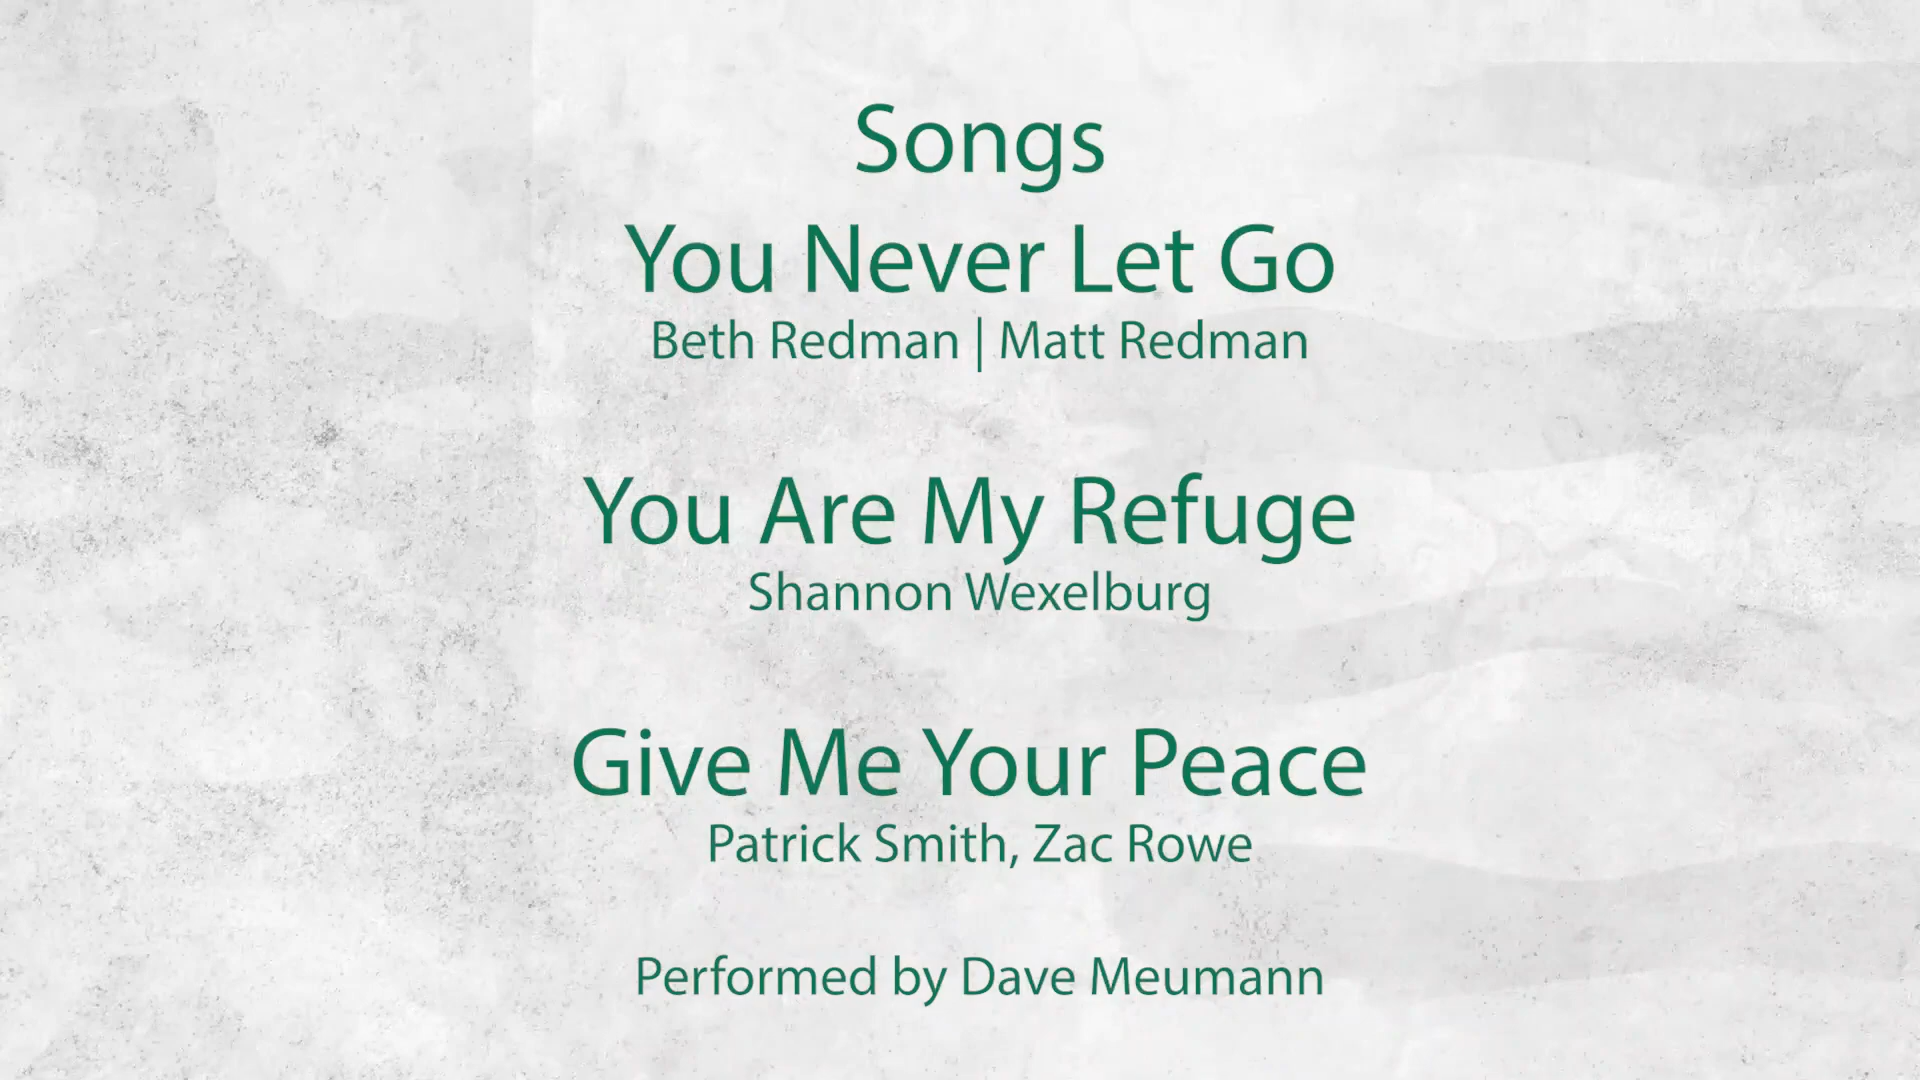 Songs
You Never Let Go
Beth Redman | Matt Redman
You Are My Refuge
Shannon Wexelburg
Give Me Your Peace
Patrick Smith, Zac Rowe
Performed by Dave Meumann